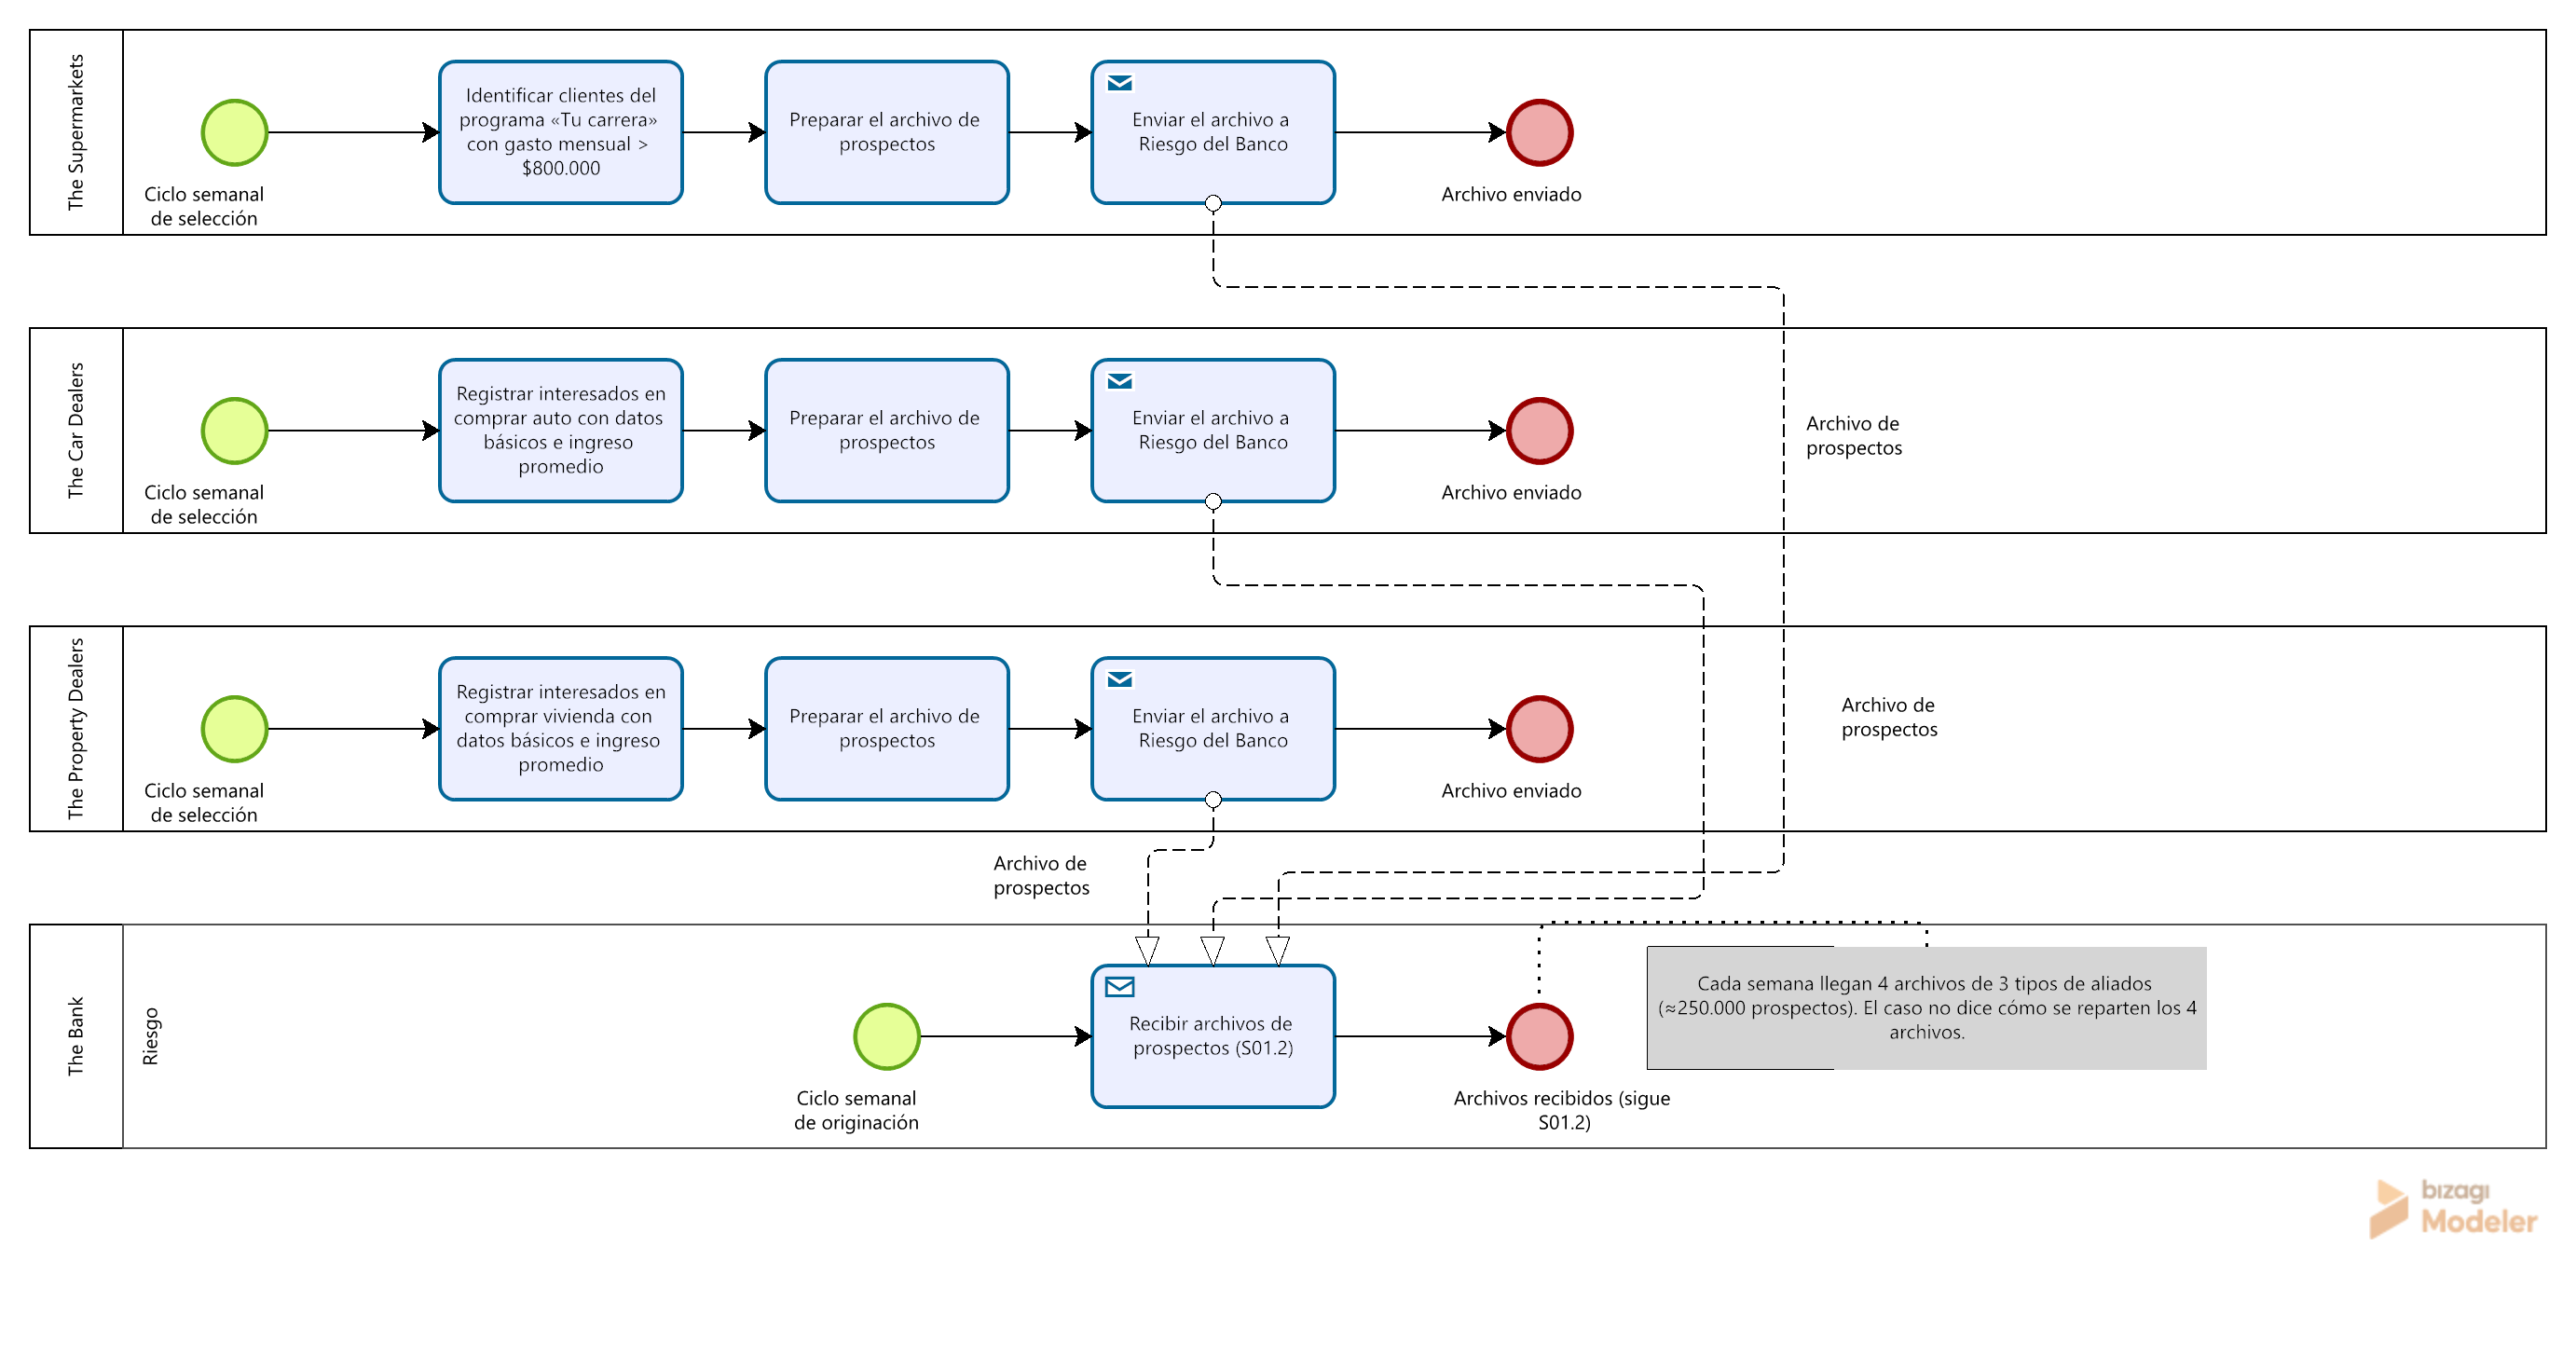 The Supermarkets
Identificar clientes del
programa «Tu carrera»
con gasto mensual >
$800.000
Preparar el archivo de
prospectos
Enviar el archivo a
Riesgo del Banco
Ciclo semanal
de selección
Archivo enviado
The Car Dealers
Registrar interesados en
comprar auto con datos
básicos e ingreso
promedio
Preparar el archivo de
prospectos
Enviar el archivo a
Riesgo del Banco
Ciclo semanal
de selección
Archivo enviado
Archivo de
prospectos
The Property Dealers
Registrar interesados en
comprar vivienda con
datos básicos e ingreso
promedio
Preparar el archivo de
prospectos
Enviar el archivo a
Riesgo del Banco
Ciclo semanal
de selección
Archivo enviado
Archivo de
prospectos
Archivo de
prospectos
The Bank
Riesgo
Ciclo semanal
de originación
Recibir archivos de
prospectos (S01.2)
Archivos recibidos (sigue
S01.2)
Cada semana llegan 4 archivos de 3 tipos de aliados
(≈250.000 prospectos). El caso no dice cómo se reparten los 4
archivos.
bizagi
Modeler